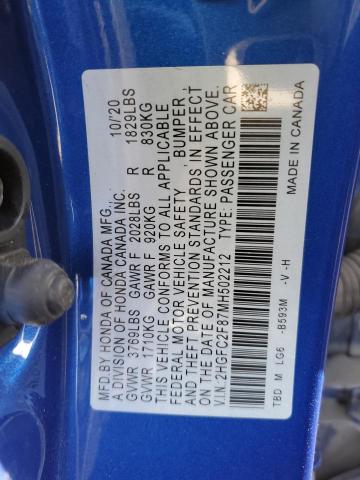 MFD.BY HONDA OF CANADA MFG., 10/'20
A DIVISION OF HONDA CANADA INC.
GVWR 3769LBS GAWR F 2028LBS R 1829LBS
GVWR 1710KG GAWR F 920KG R 830KG
THIS VEHICLE CONFORMS TO ALL APPLICABLE
FEDERAL MOTOR VEHICLE SAFETY, BUMPER,
AND THEFT PREVENTION STANDARDS IN EFFECT
ON THE DATE OF MANUFACTURE SHOWN ABOVE.
V.I.N. 2HGFC2F87MH502212 TYPE: PASSENGER CAR
TBD M LG6 -B593M -V -H
MADE IN CANADA